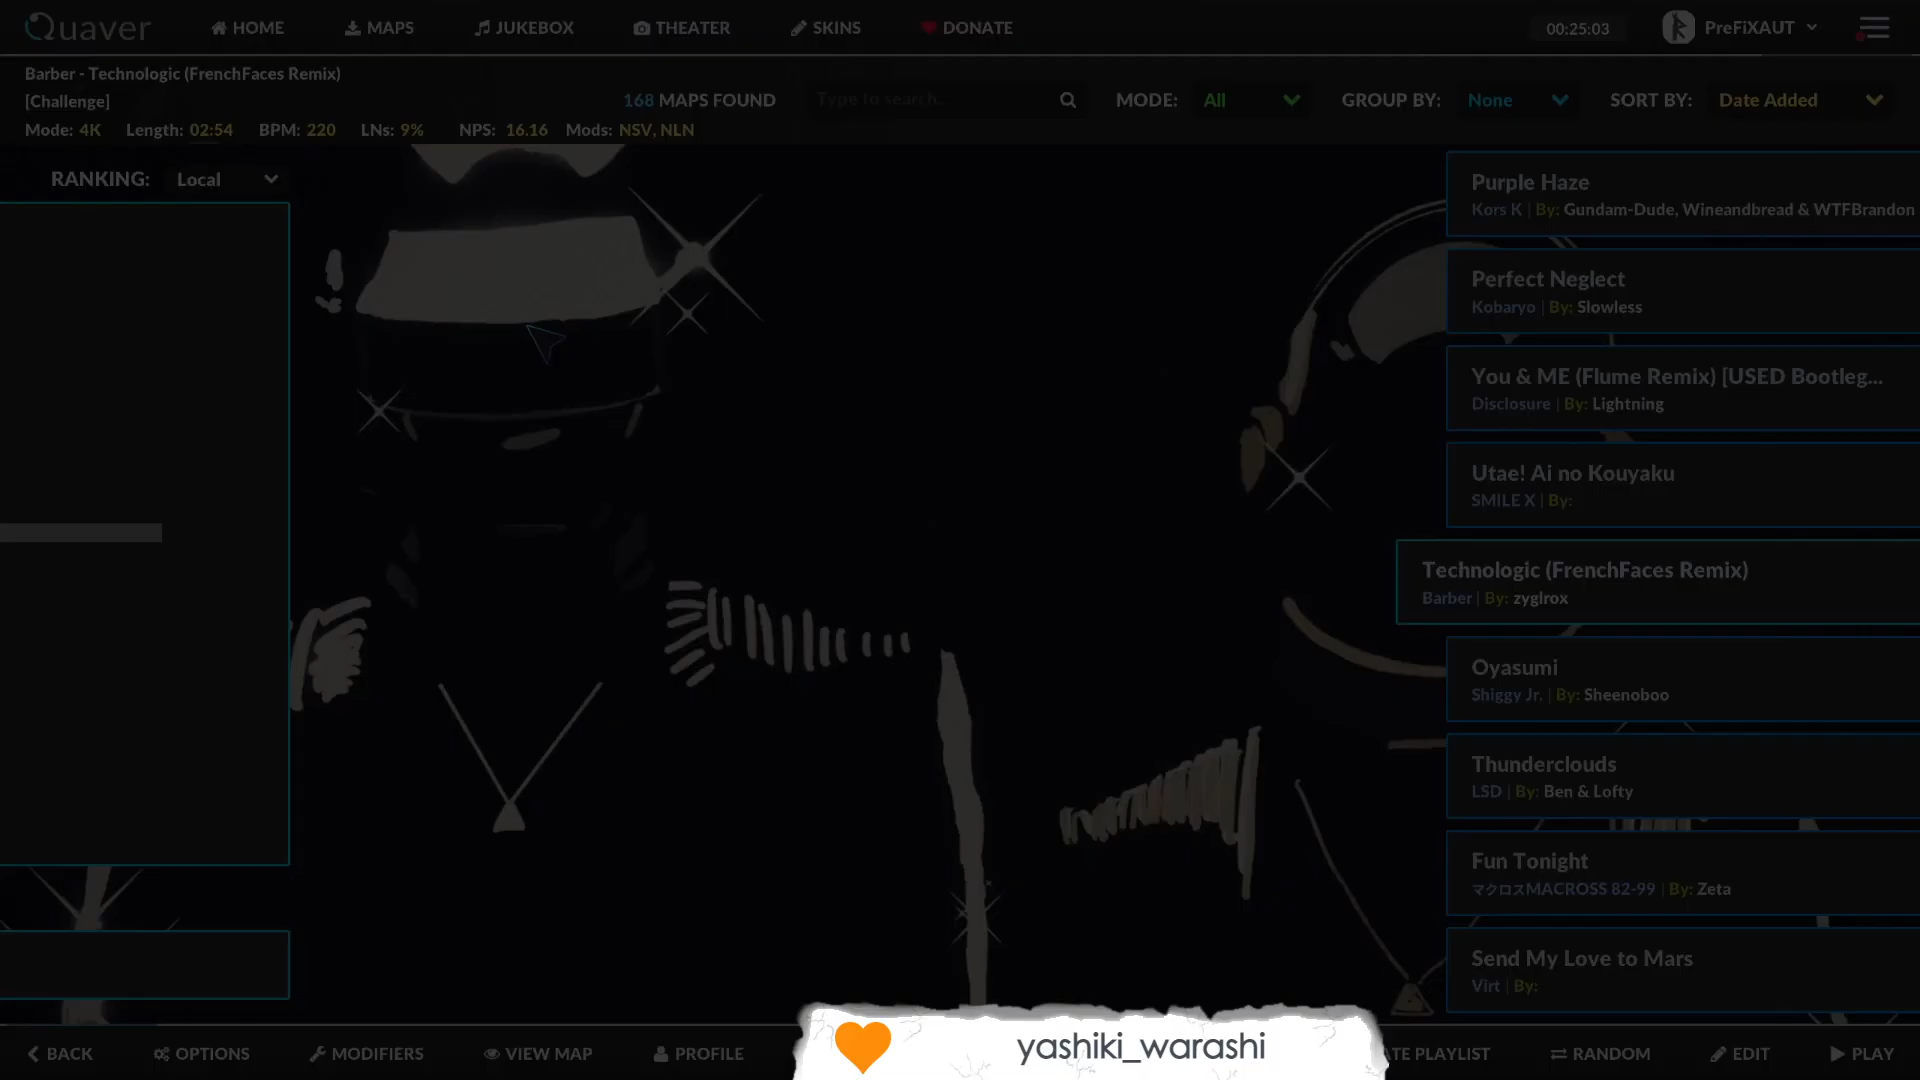 Quaver HOME MAPS JUKEBOX THEATER SKINS DONATE 00:25:03 PreFiXAUT
Barber - Technologic (FrenchFaces Remix)
[Challenge]
168 MAPS FOUND Type to search.. MODE: All GROUP BY: None SORT BY: Date Added
Mode: 4K Length: 02:54 BPM: 220 LNs: 9% NPS: 16.16 Mods: NSV, NLN
RANKING: Local
Purple Haze
Kors K | By: Gundam-Dude, Wineandbread & WTFBrandon
Perfect Neglect
Kobaryo | By: Slowless
You & ME (Flume Remix) [USED Bootleg...
Disclosure | By: Lightning
Utae! Ai no Kouyaku
SMILE X | By:
Technologic (FrenchFaces Remix)
Barber | By: zyglrox
Oyasumi
Shiggy Jr. | By: Sheenoboo
Thunderclouds
LSD | By: Ben & Lofty
Fun Tonight
マクロスMACROSS 82-99 | By: Zeta
Send My Love to Mars
Virt | By:
BACK OPTIONS MODIFIERS VIEW MAP PROFILE yashiki_warashi ATE PLAYLIST RANDOM EDIT PLAY